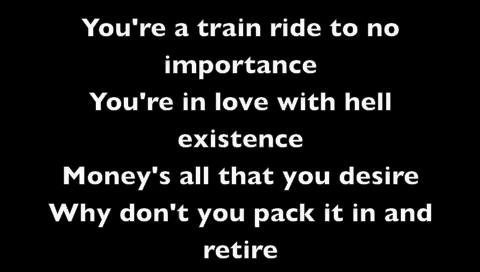 You're a train ride to no
importance
You're in love with hell
existence
Money's all that you desire
Why don't you pack it in and
retire